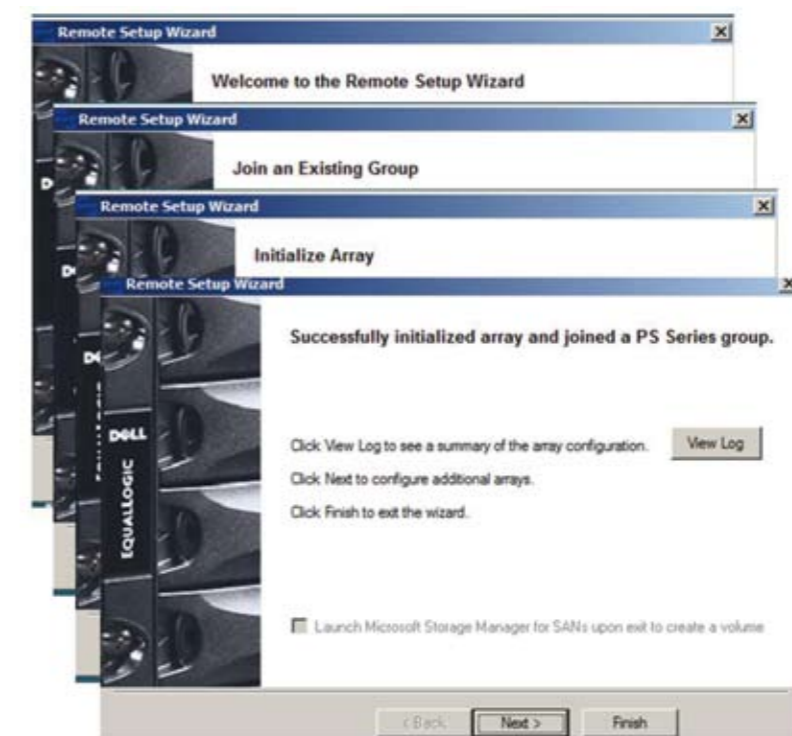 Remote Setup Wizard
Welcome to the Remote Setup Wizard
Remote Setup Wizard
Join an Existing Group
Remote Setup Wizard
Initialize Array
Remote Setup Wizard
Successfully initialized array and joined a PS Series group.
Click View Log to see a summary of the array configuration.
View Log
Click Next to configure additional arrays.
Click Finish to exit the wizard.
DELL
EQUALLOGIC
Launch Microsoft Storage Manager for SANs upon exit to create a volume
< Back
Next >
Finish